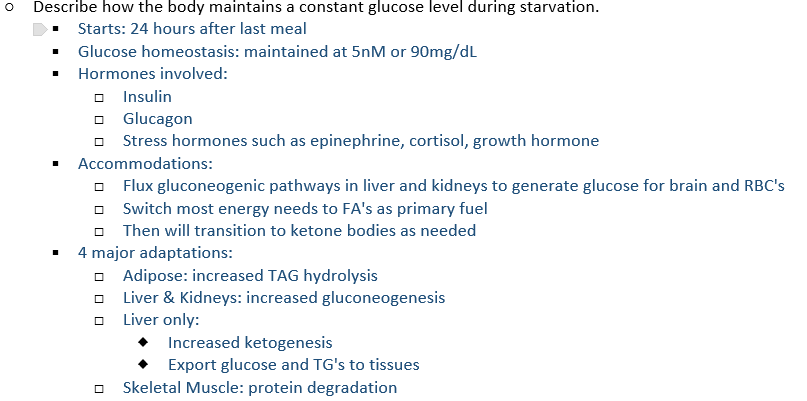 Describe how the body maintains a constant glucose level during starvation.
Starts: 24 hours after last meal
Glucose homeostasis: maintained at 5nM or 90mg/dL
Hormones involved:
Insulin
Glucagon
Stress hormones such as epinephrine, cortisol, growth hormone
Accommodations:
Flux gluconeogenic pathways in liver and kidneys to generate glucose for brain and RBC's
Switch most energy needs to FA's as primary fuel
Then will transition to ketone bodies as needed
4 major adaptations:
Adipose: increased TAG hydrolysis
Liver & Kidneys: increased gluconeogenesis
Liver only:
Increased ketogenesis
Export glucose and TG's to tissues
Skeletal Muscle: protein degradation